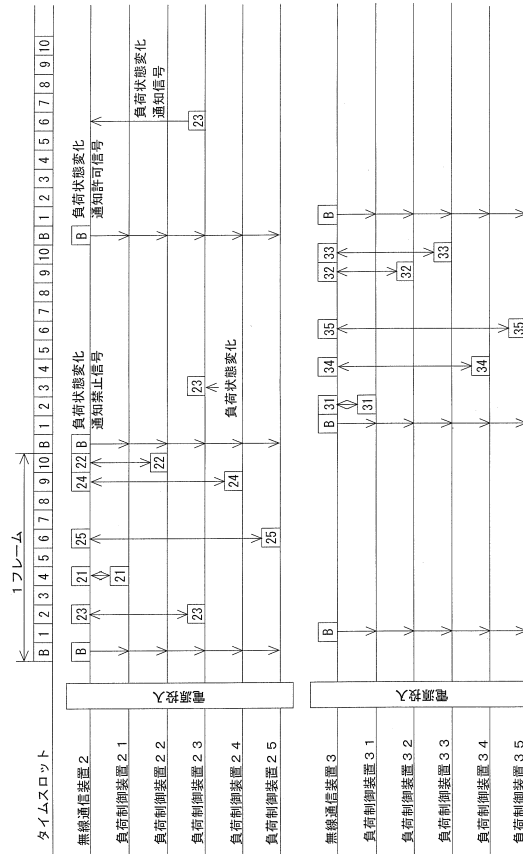 1フレーム
タイムスロット B 1 2 3 4 5 6 7 8 9 10 B 1 2 3 4 5 6 7 8 9 10 B 1 2 3 4 5 6 7 8 9 10
負荷状態変化
通知禁止信号
負荷状態変化
通知許可信号
無線通信装置2 B 23 21 25 24 22 B B
負荷制御装置21 21
負荷状態変化
通知信号
負荷制御装置22 22
負荷制御装置23 23 23 23
負荷状態変化
負荷制御装置24 24
負荷制御装置25 25
電源投入
無線通信装置3 B B 31 34 35 32 33 B
負荷制御装置31 31
負荷制御装置32 32
負荷制御装置33 33
負荷制御装置34 34
負荷制御装置35 35
電源投入